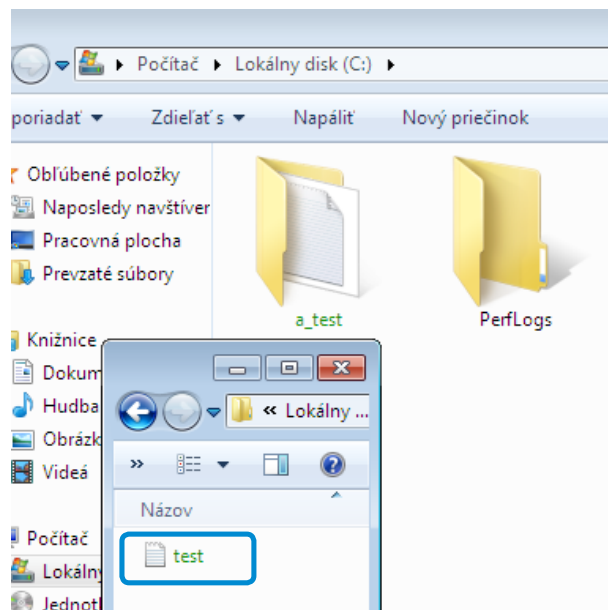 Počítač Lokálny disk (C:)
poriadať Zdieľať s Napáliť Nový priečinok
Obľúbené položky
Naposledy navštíver
Pracovná plocha
Prevzaté súbory
a_test PerfLogs
Knižnice
Dokum
Hudba
« Lokálny ...
Obrázk
Videá
»
Názov
Počítač
test
Lokálny
Jednotl